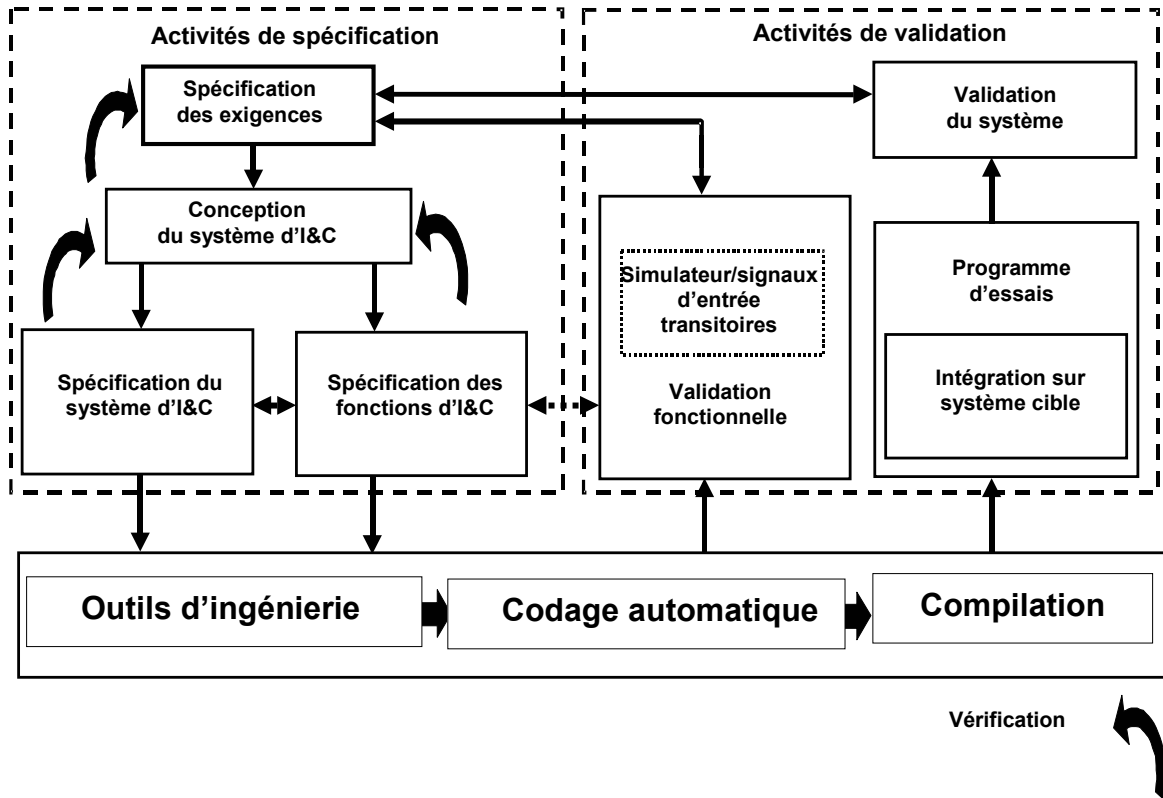 Activités de spécification
Spécification
des exigences
Conception
du système d’I&C
Spécification du
système d’I&C
Spécification des
fonctions d’I&C
Activités de validation
Validation
du système
Simulateur/signaux
d’entrée
transitoires
Validation
fonctionnelle
Programme
d’essais
Intégration sur
système cible
Outils d’ingénierie
Codage automatique
Compilation
Vérification